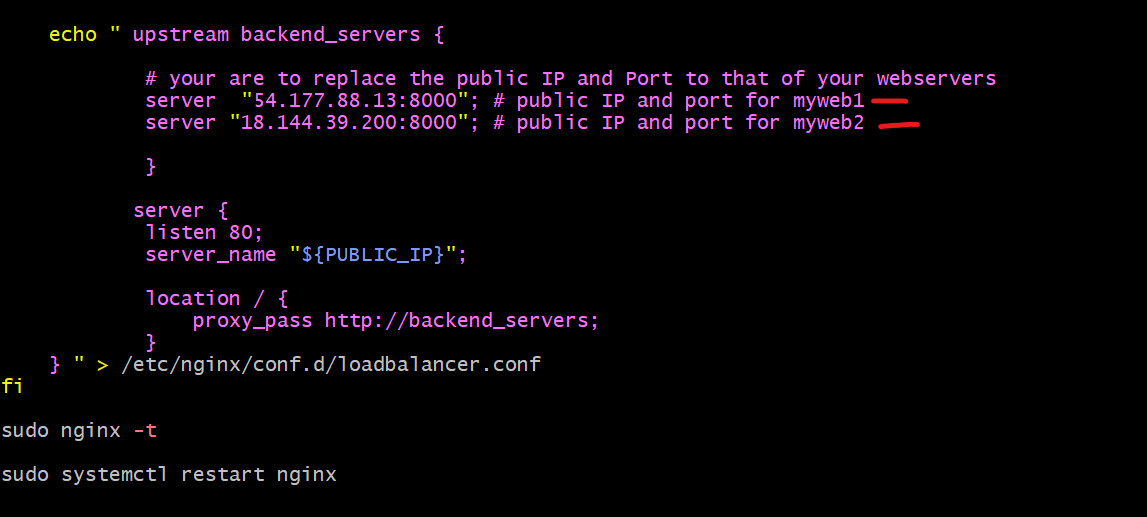 echo " upstream backend_servers {
# your are to replace the public IP and Port to that of your webservers
server "54.177.88.13:8000"; # public IP and port for myweb1
server "18.144.39.200:8000"; # public IP and port for myweb2
}
server {
listen 80;
server_name "${PUBLIC_IP}";
location / {
proxy_pass http://backend_servers;
}
} " > /etc/nginx/conf.d/loadbalancer.conf
fi
sudo nginx -t
sudo systemctl restart nginx